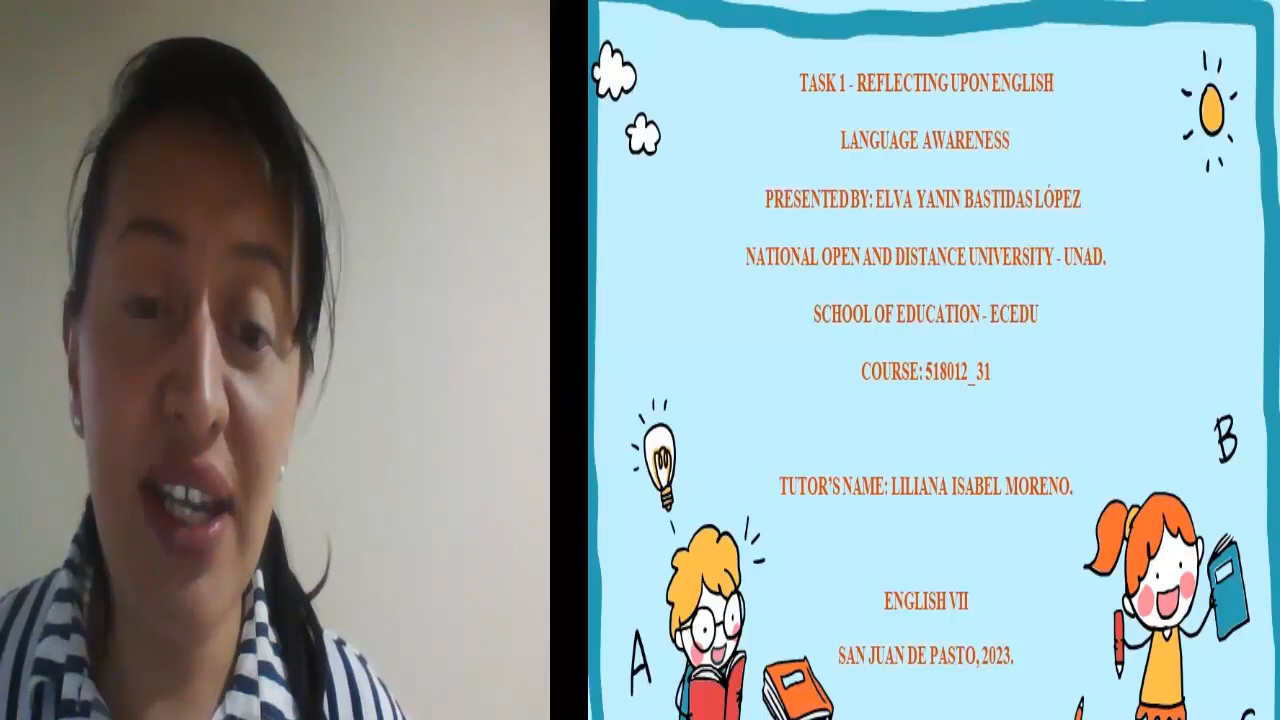 TASK 1 - REFLECTING UPON ENGLISH
LANGUAGE AWARENESS
PRESENTED BY: ELVA YANIN BASTIDAS LÓPEZ
NATIONAL OPEN AND DISTANCE UNIVERSITY - UNAD.
SCHOOL OF EDUCATION - ECEDU
COURSE: 518012_31
B
TUTOR'S NAME: LILIANA ISABEL MORENO.
ENGLISH VII
A
SAN JUAN DE PASTO, 2023.